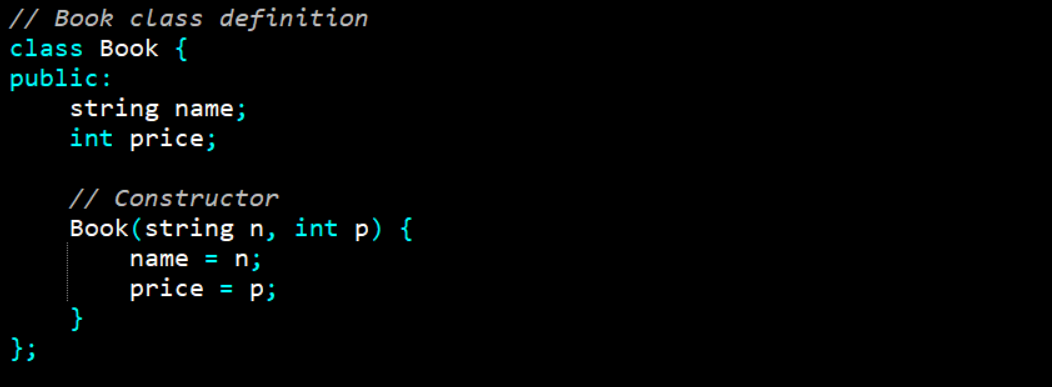 // Book class definition
class Book {
public:
    string name;
    int price;

    // Constructor
    Book(string n, int p) {
        name = n;
        price = p;
    }
};